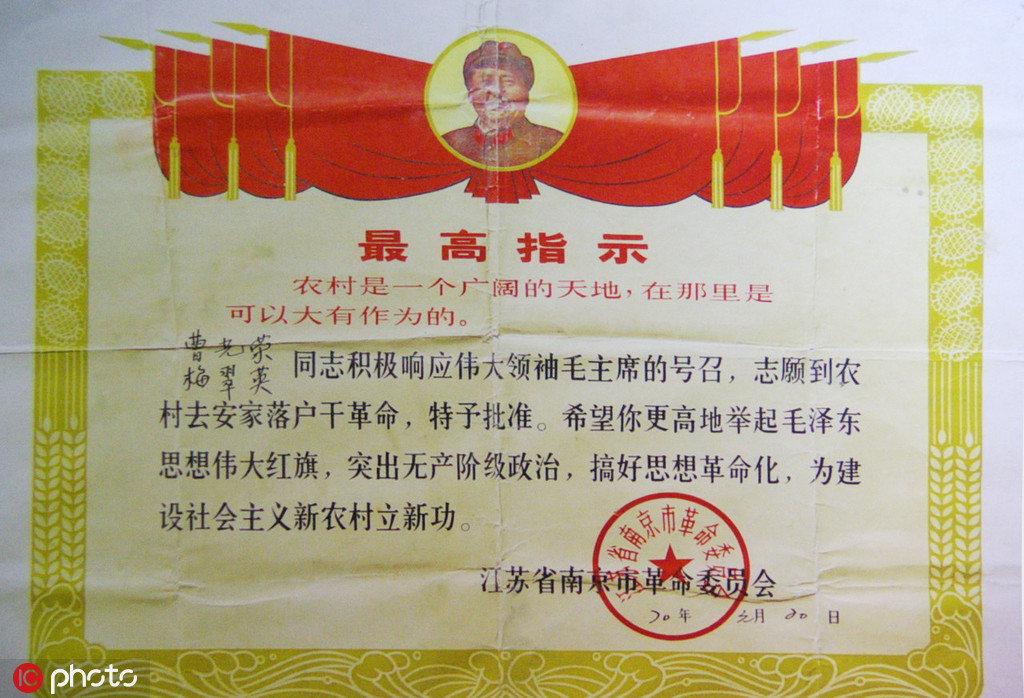 最高指示
农村是一个广阔的天地，在那里是
可以大有作为的。
曹光荣
梅翠英
同志积极响应伟大领袖毛主席的号召，志愿到农
村去安家落户干革命，特予批准。希望你更高地举起毛泽东
思想伟大红旗，突出无产阶级政治，搞好思想革命化，为建
设社会主义新农村立新功。
江苏省南京市革命委员会
江苏省南京市革命委员会
70年 元月 20日
IC photo